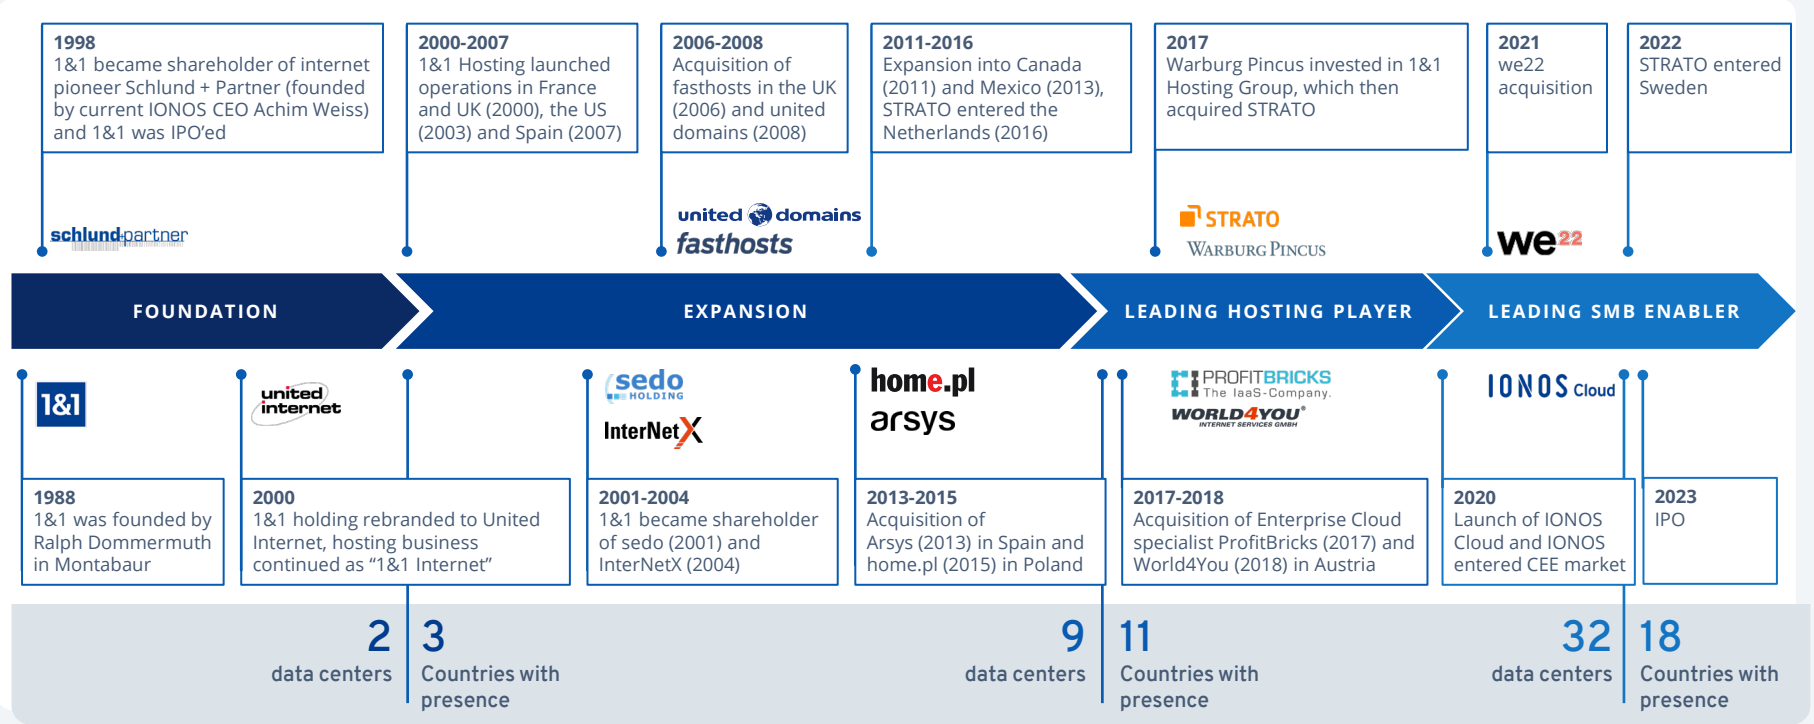 1998
1&1 became shareholder of internet
pioneer Schlund + Partner (founded
by current IONOS CEO Achim Weiss)
and 1&1 was IPO’ed
2000-2007
1&1 Hosting launched
operations in France
and UK (2000), the US
(2003) and Spain (2007)
2006-2008
Acquisition of
fasthosts in the UK
(2006) and united
domains (2008)
2011-2016
Expansion into Canada
(2011) and Mexico (2013),
STRATO entered the
Netherlands (2016)
2017
Warburg Pincus invested in 1&1
Hosting Group, which then
acquired STRATO
2021
we22
acquisition
2022
STRATO entered
Sweden
schlund+partner
united domains
fasthosts
STRATO
WARBURG PINCUS
we22
FOUNDATION
EXPANSION
LEADING HOSTING PLAYER
LEADING SMB ENABLER
1&1
united
internet
sedo
HOLDING
InterNetX
home.pl
arsys
PROFITBRICKS
The IaaS-Company.
WORLD4YOU®
INTERNET SERVICES GMBH
IONOS Cloud
1988
1&1 was founded by
Ralph Dommermuth
in Montabaur
2000
1&1 holding rebranded to United
Internet, hosting business
continued as “1&1 Internet”
2001-2004
1&1 became shareholder
of sedo (2001) and
InterNetX (2004)
2013-2015
Acquisition of
Arsys (2013) in Spain and
home.pl (2015) in Poland
2017-2018
Acquisition of Enterprise Cloud
specialist ProfitBricks (2017) and
World4You (2018) in Austria
2020
Launch of IONOS
Cloud and IONOS
entered CEE market
2023
IPO
2
data centers
3
Countries with
presence
9
data centers
11
Countries with
presence
32
data centers
18
Countries with
presence